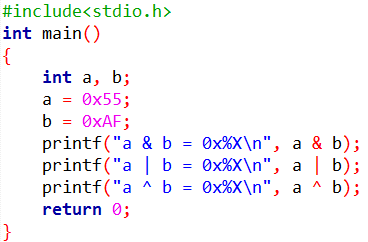 #include<stdio.h>
int main()
{
    int a, b;
    a = 0x55;
    b = 0xAF;
    printf("a & b = 0x%X\n", a & b);
    printf("a | b = 0x%X\n", a | b);
    printf("a ^ b = 0x%X\n", a ^ b);
    return 0;
}